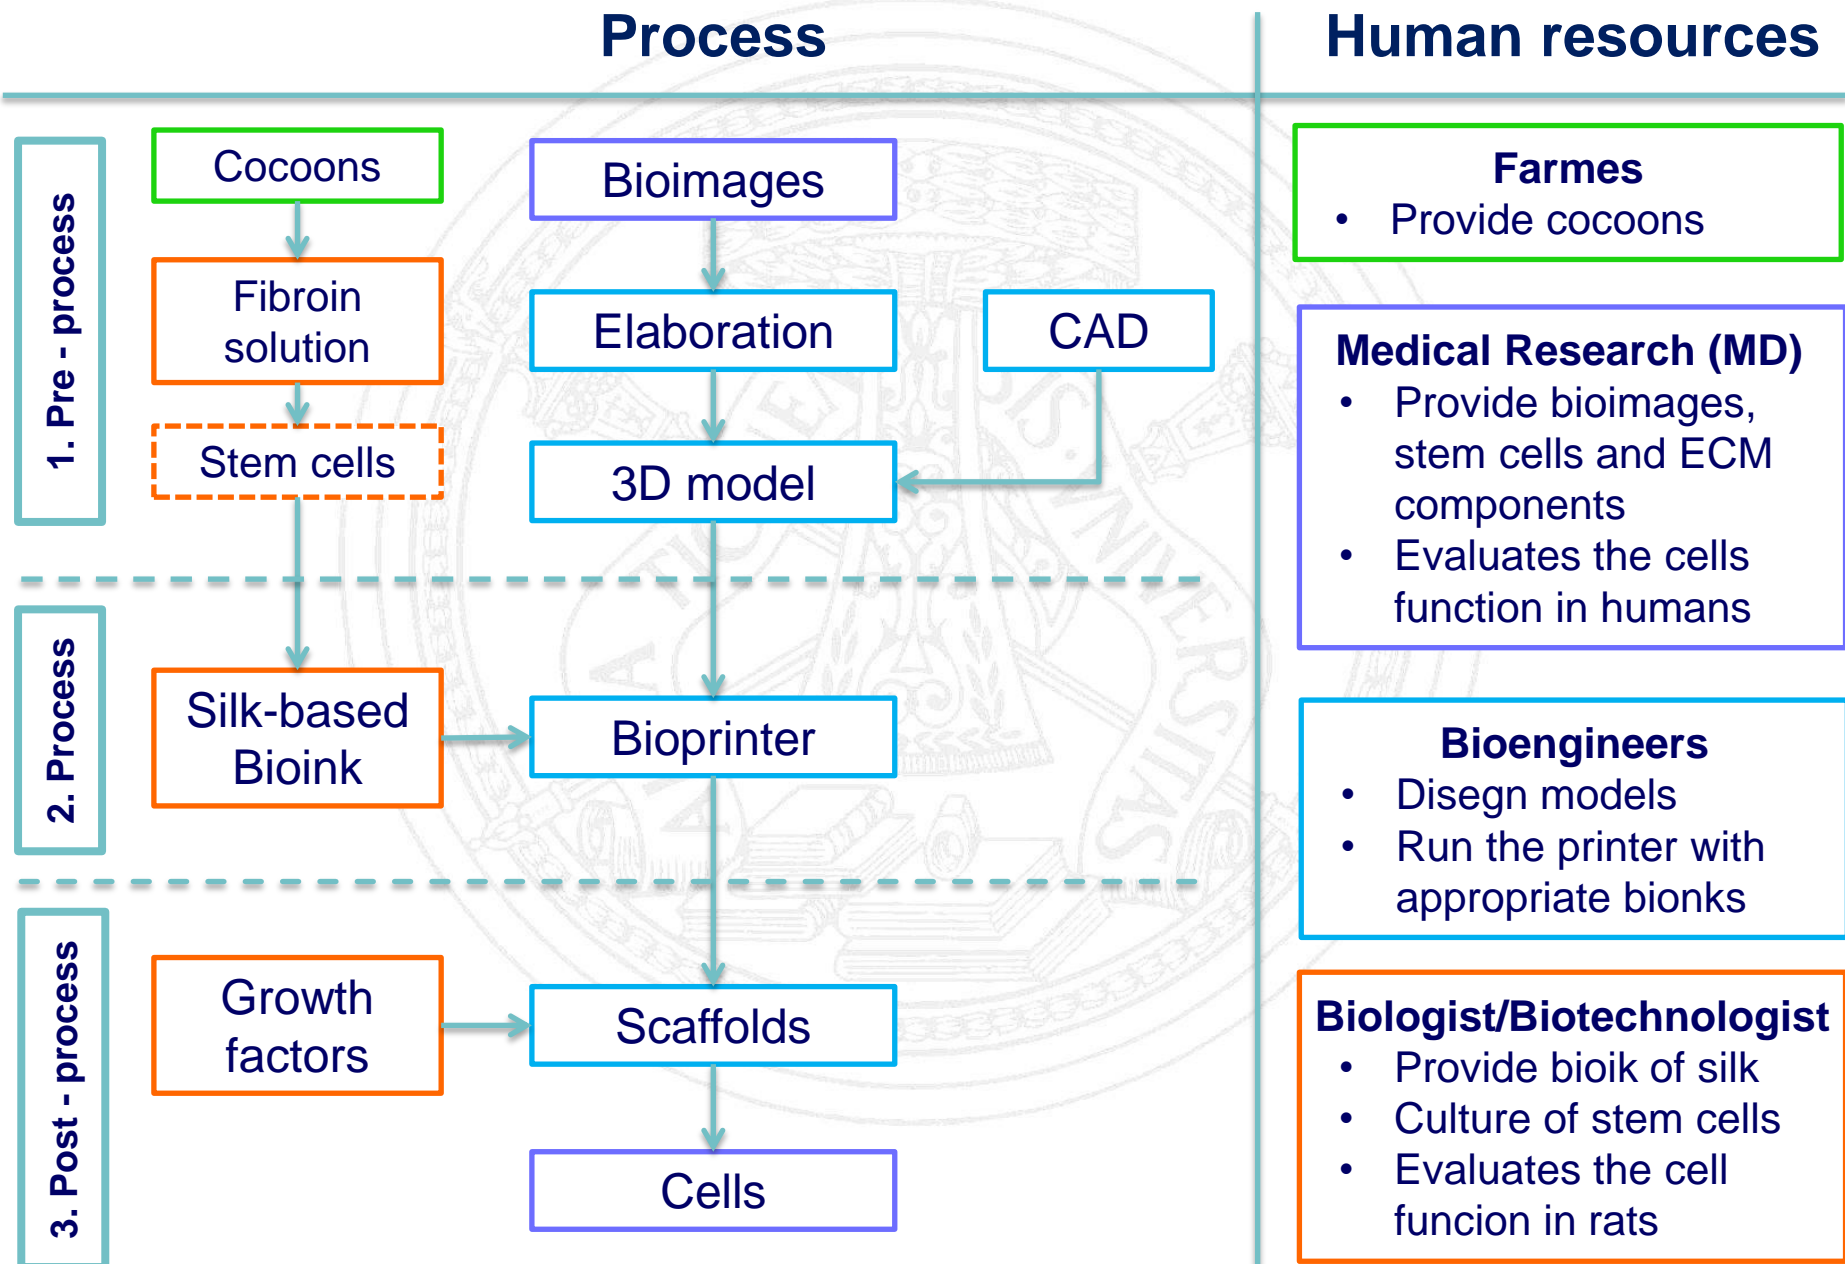 Process
Human resources
1. Pre - process
Cocoons
Bioimages
Fibroin
solution
Elaboration
CAD
Stem cells
3D model
2. Process
Silk-based
Bioink
Bioprinter
3. Post - process
Growth
factors
Scaffolds
Cells
Farmes
• Provide cocoons
Medical Research (MD)
• Provide bioimages,
stem cells and ECM
components
• Evaluates the cells
function in humans
Bioengineers
• Disegn models
• Run the printer with
appropriate bionks
Biologist/Biotechnologist
• Provide bioik of silk
• Culture of stem cells
• Evaluates the cell
funcion in rats